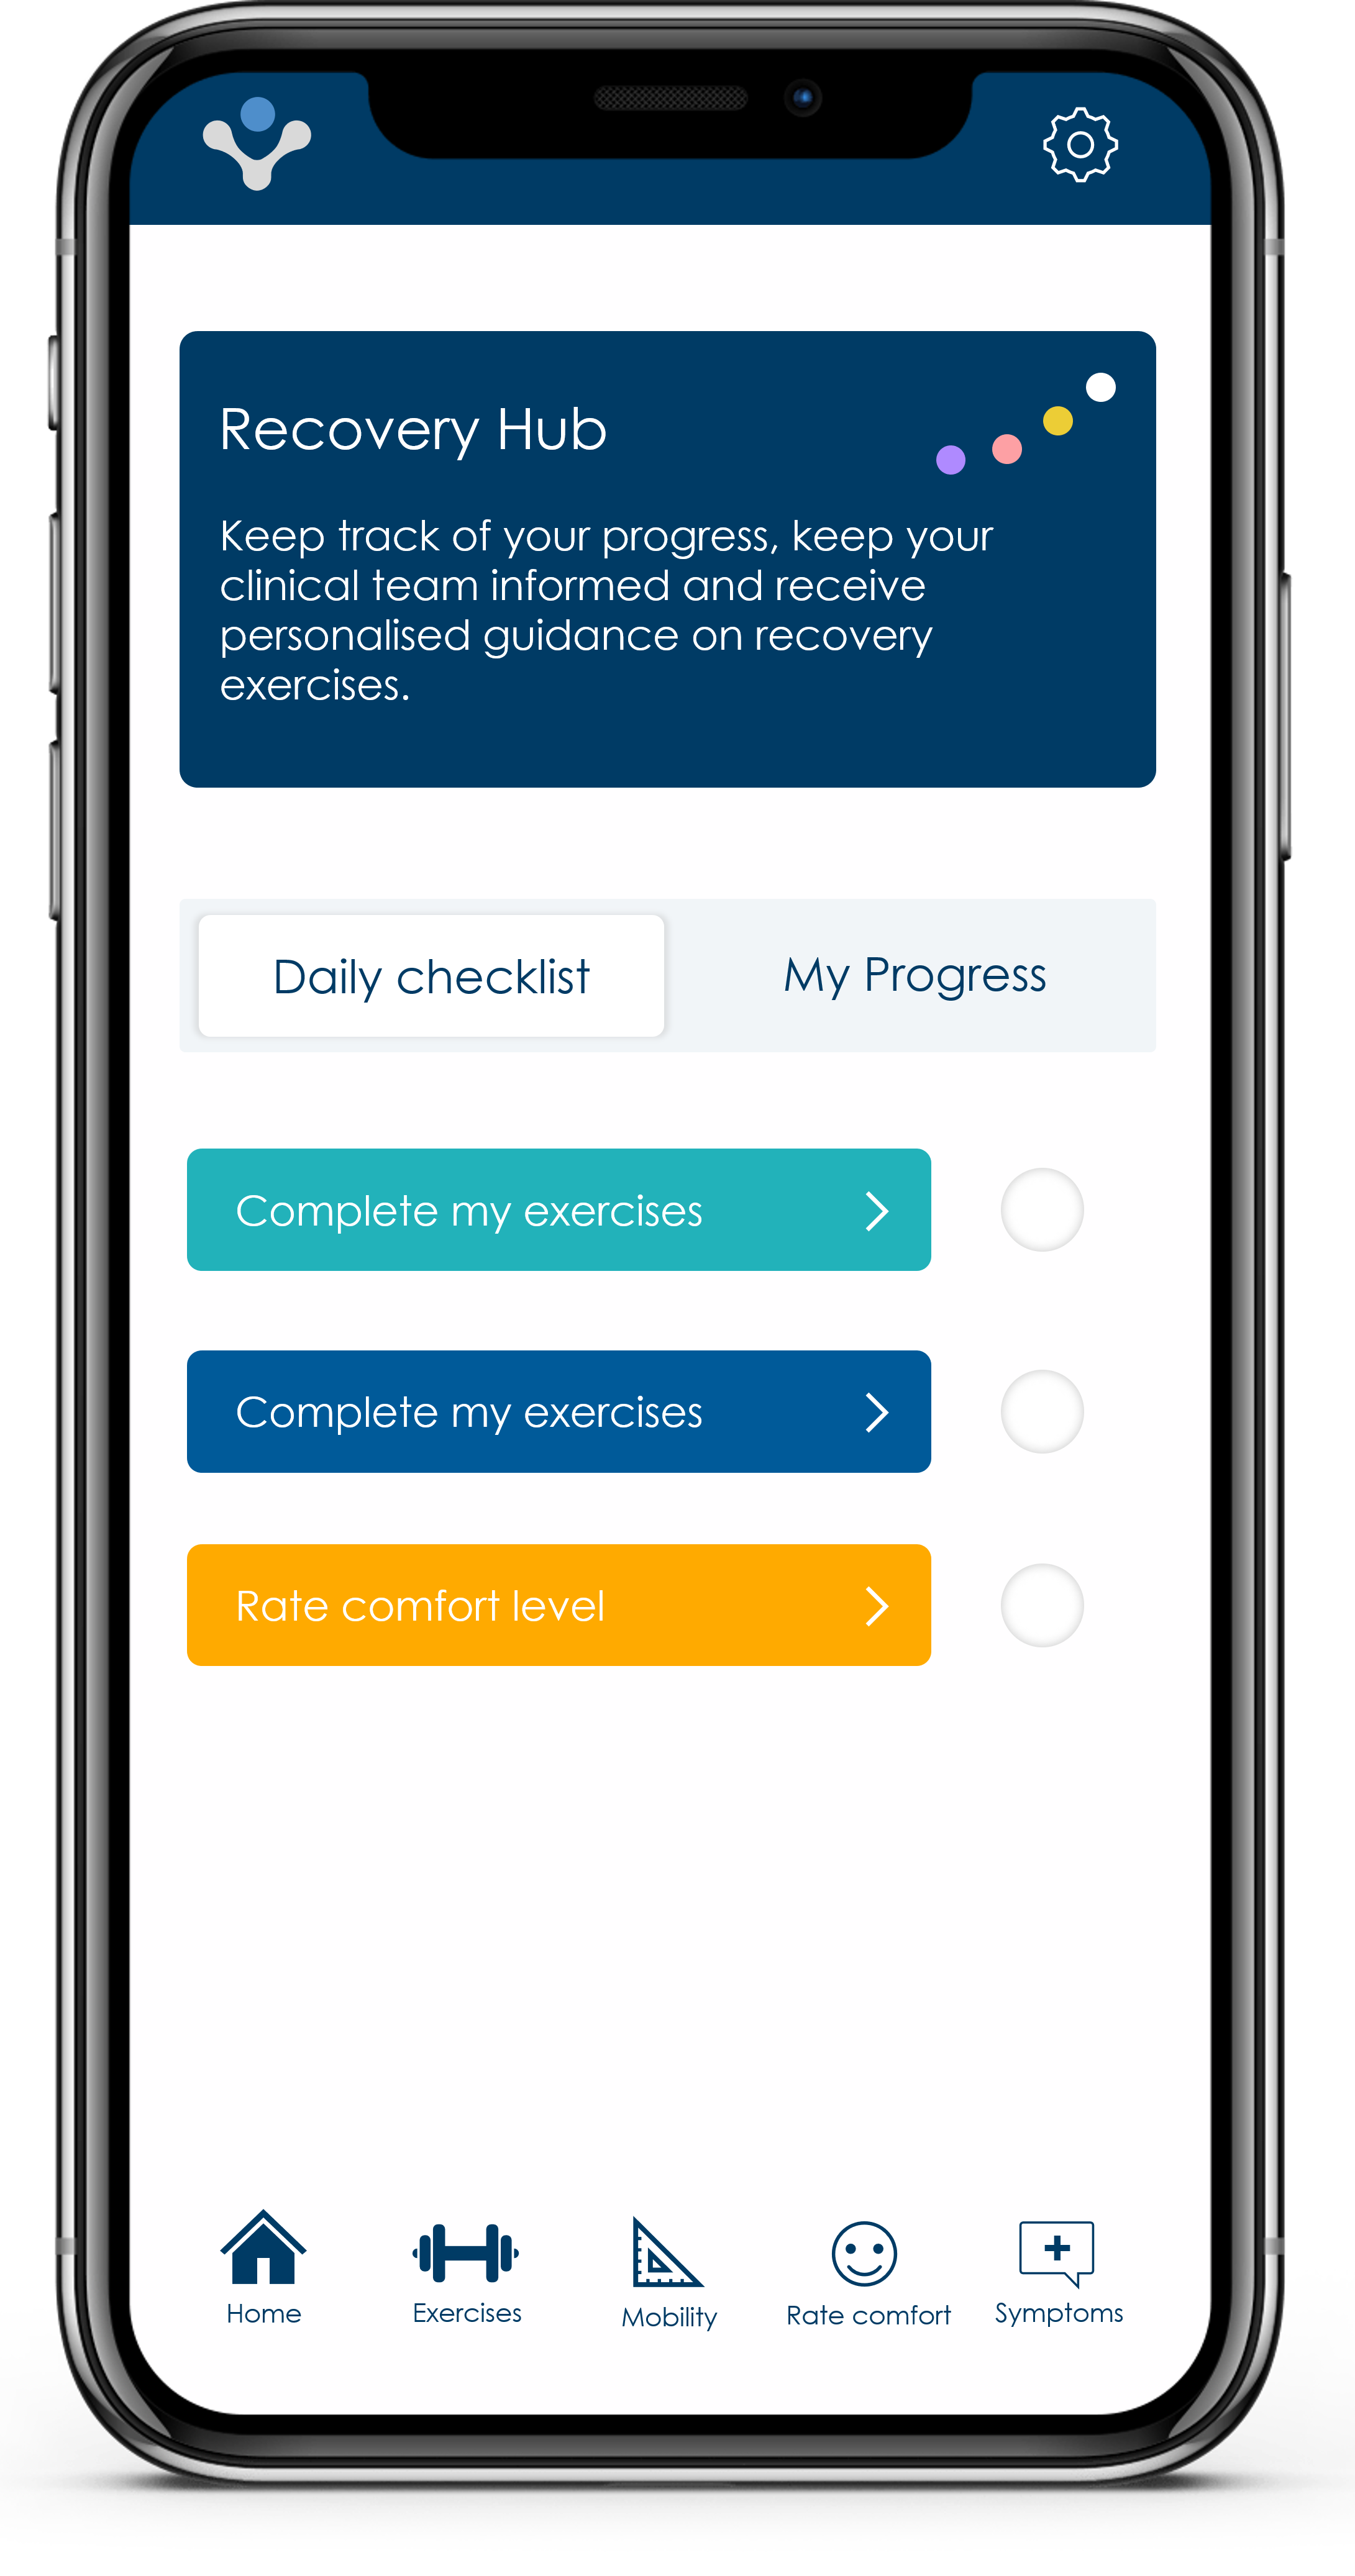 Recovery Hub
Keep track of your progress, keep your
clinical team informed and receive
personalised guidance on recovery
exercises.
Daily checklist
My Progress
Complete my exercises
Complete my exercises
Rate comfort level
Home
Exercises
Mobility
Rate comfort
Symptoms